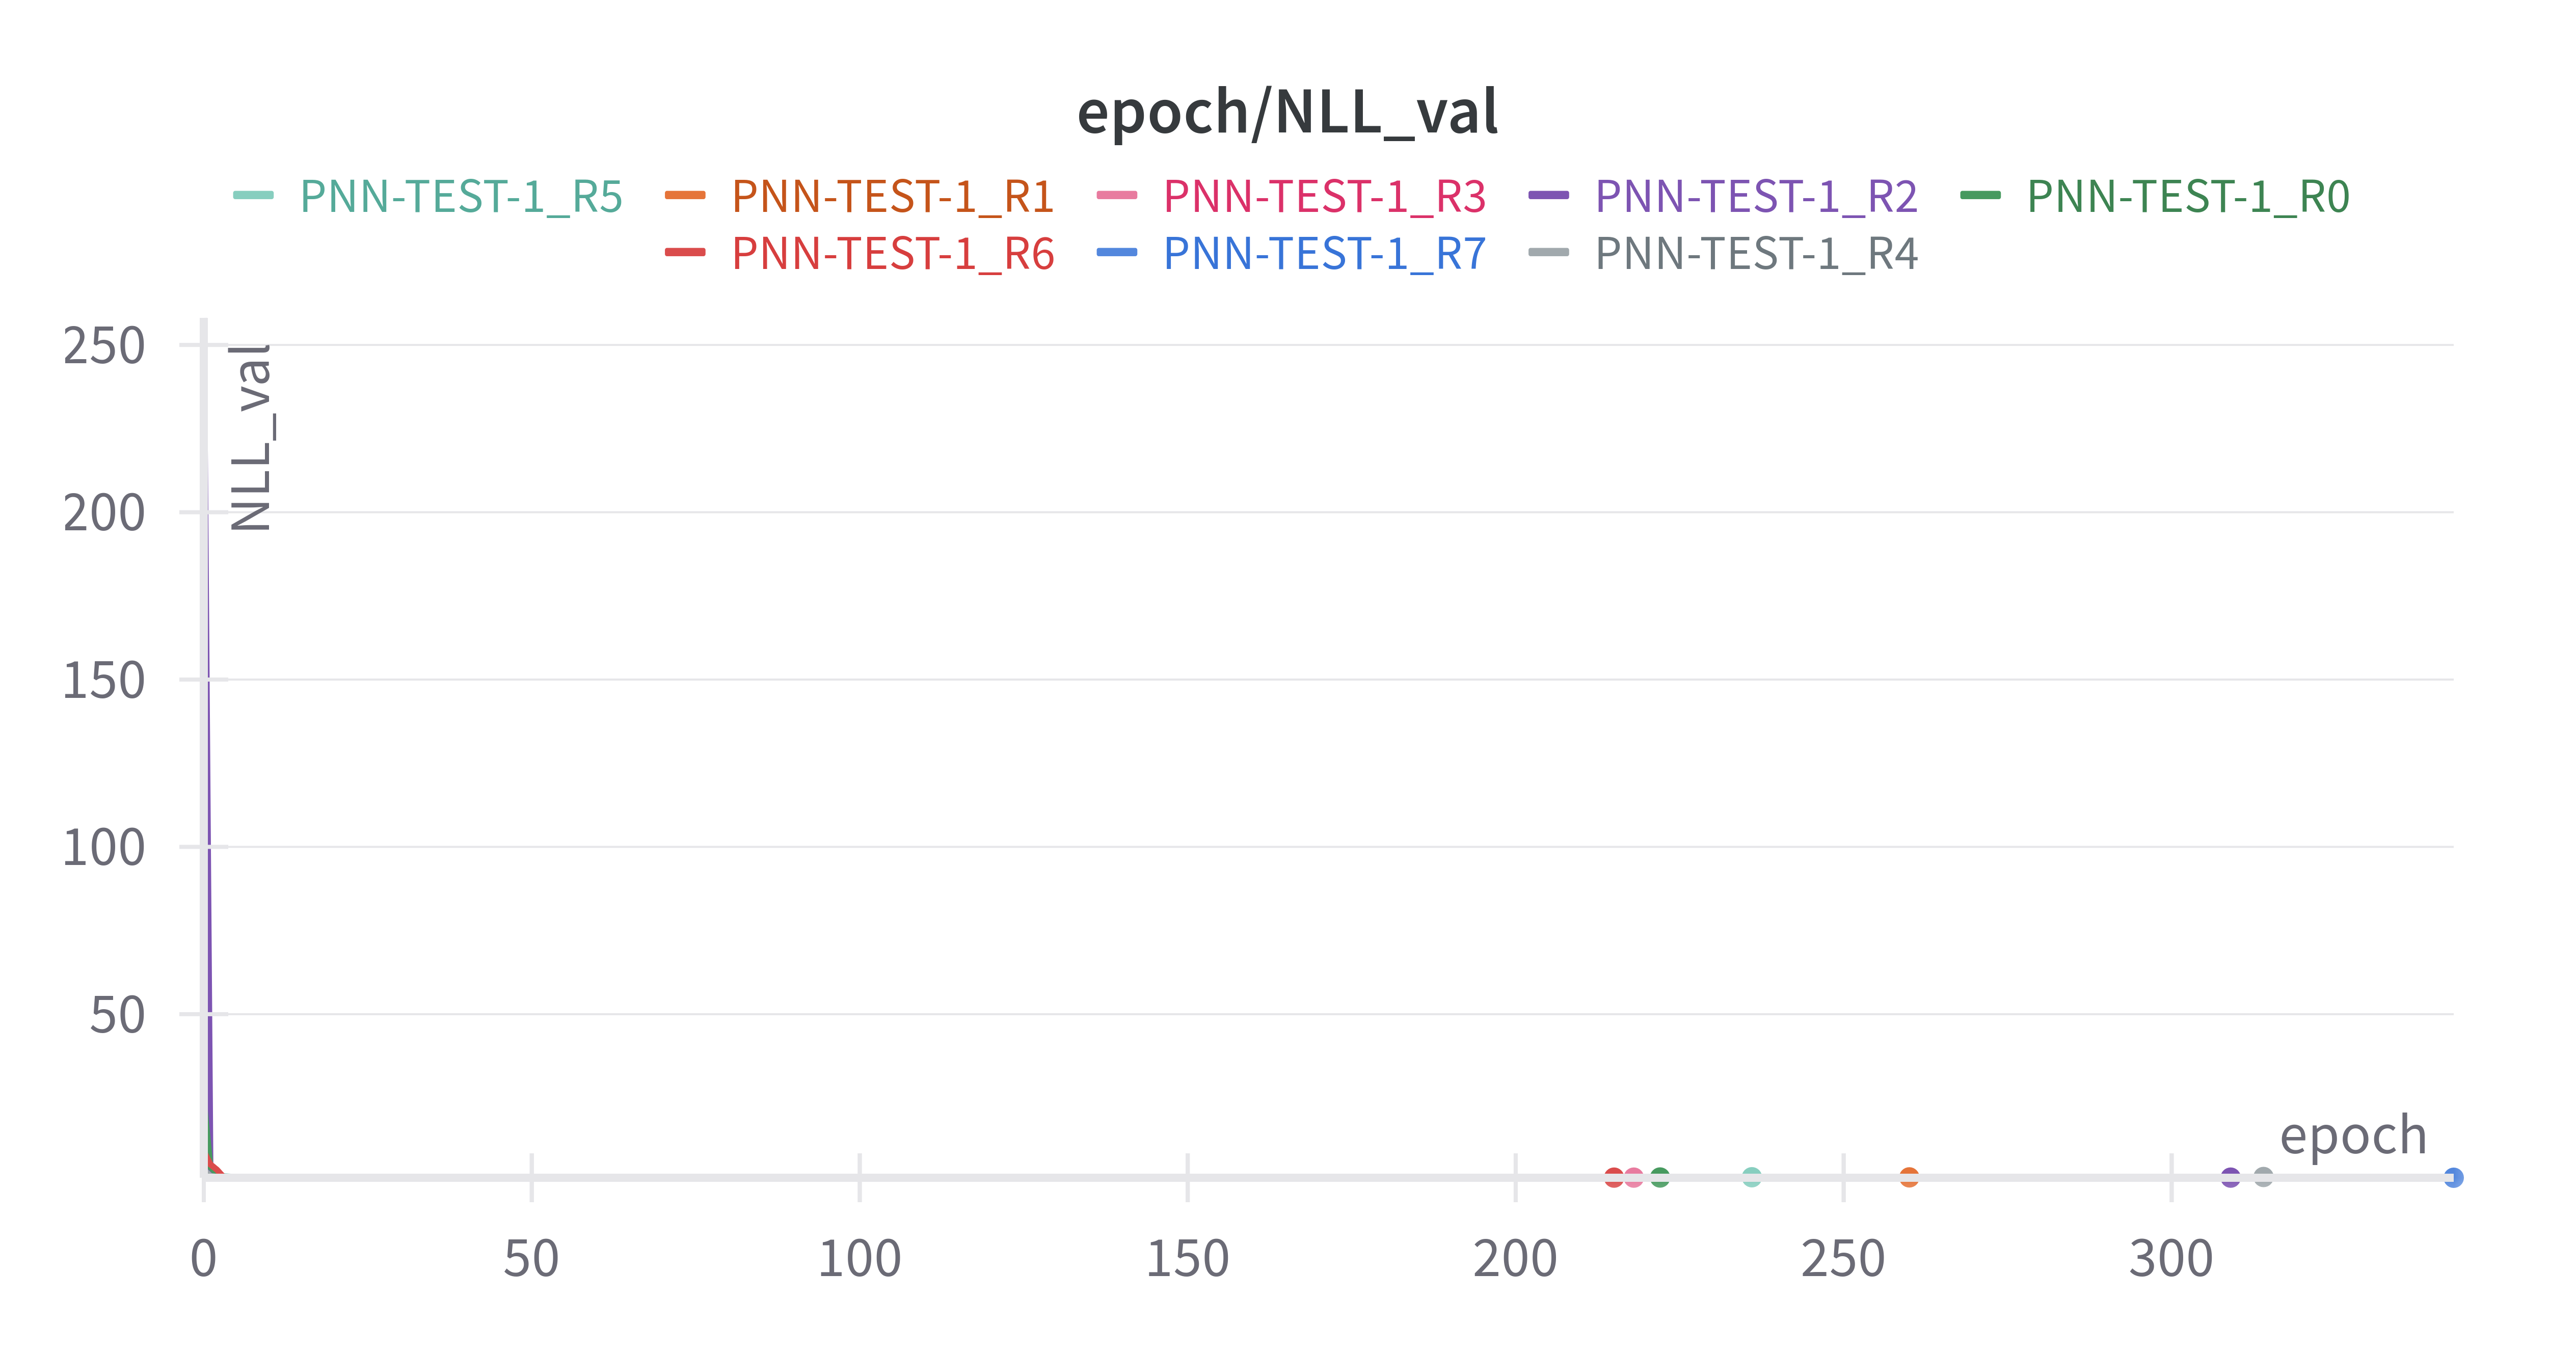 epoch/NLL_val
PNN-TEST-1_R5 PNN-TEST-1_R1 PNN-TEST-1_R3 PNN-TEST-1_R2 PNN-TEST-1_R0
PNN-TEST-1_R6 PNN-TEST-1_R7 PNN-TEST-1_R4
NLL_val
250
200
150
100
50
epoch
0 50 100 150 200 250 300